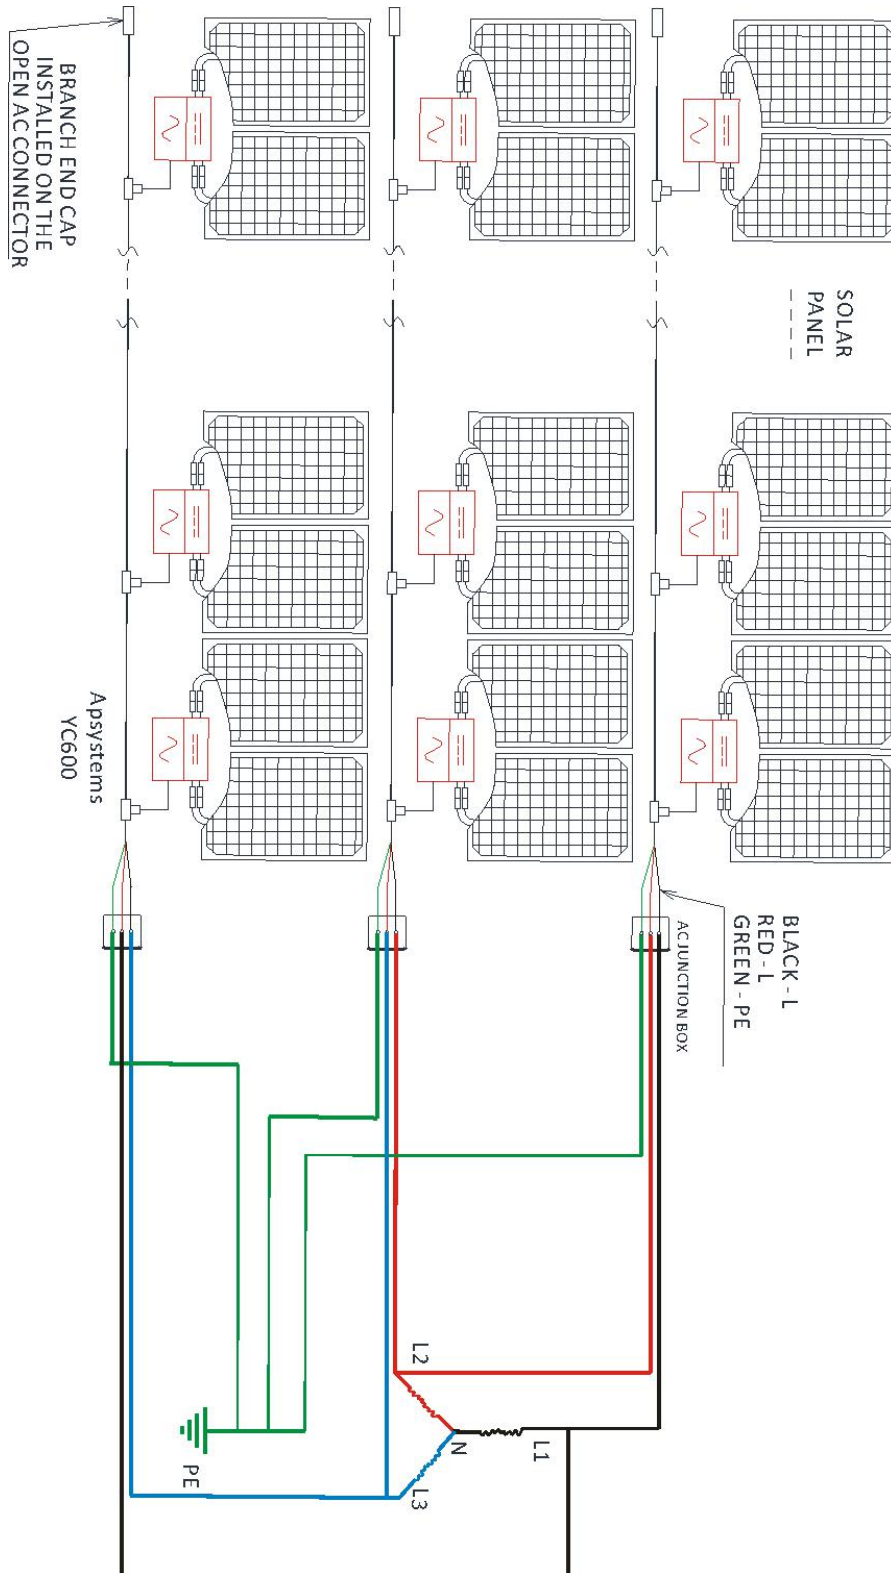 SOLAR
PANEL
BRANCH END CAP
INSTALLED ON THE
OPEN AC CONNECTOR
Apsystems
YC600
BLACK - L
RED - L
GREEN - PE
AC JUNCTION BOX
L1
L2
N
L3
PE